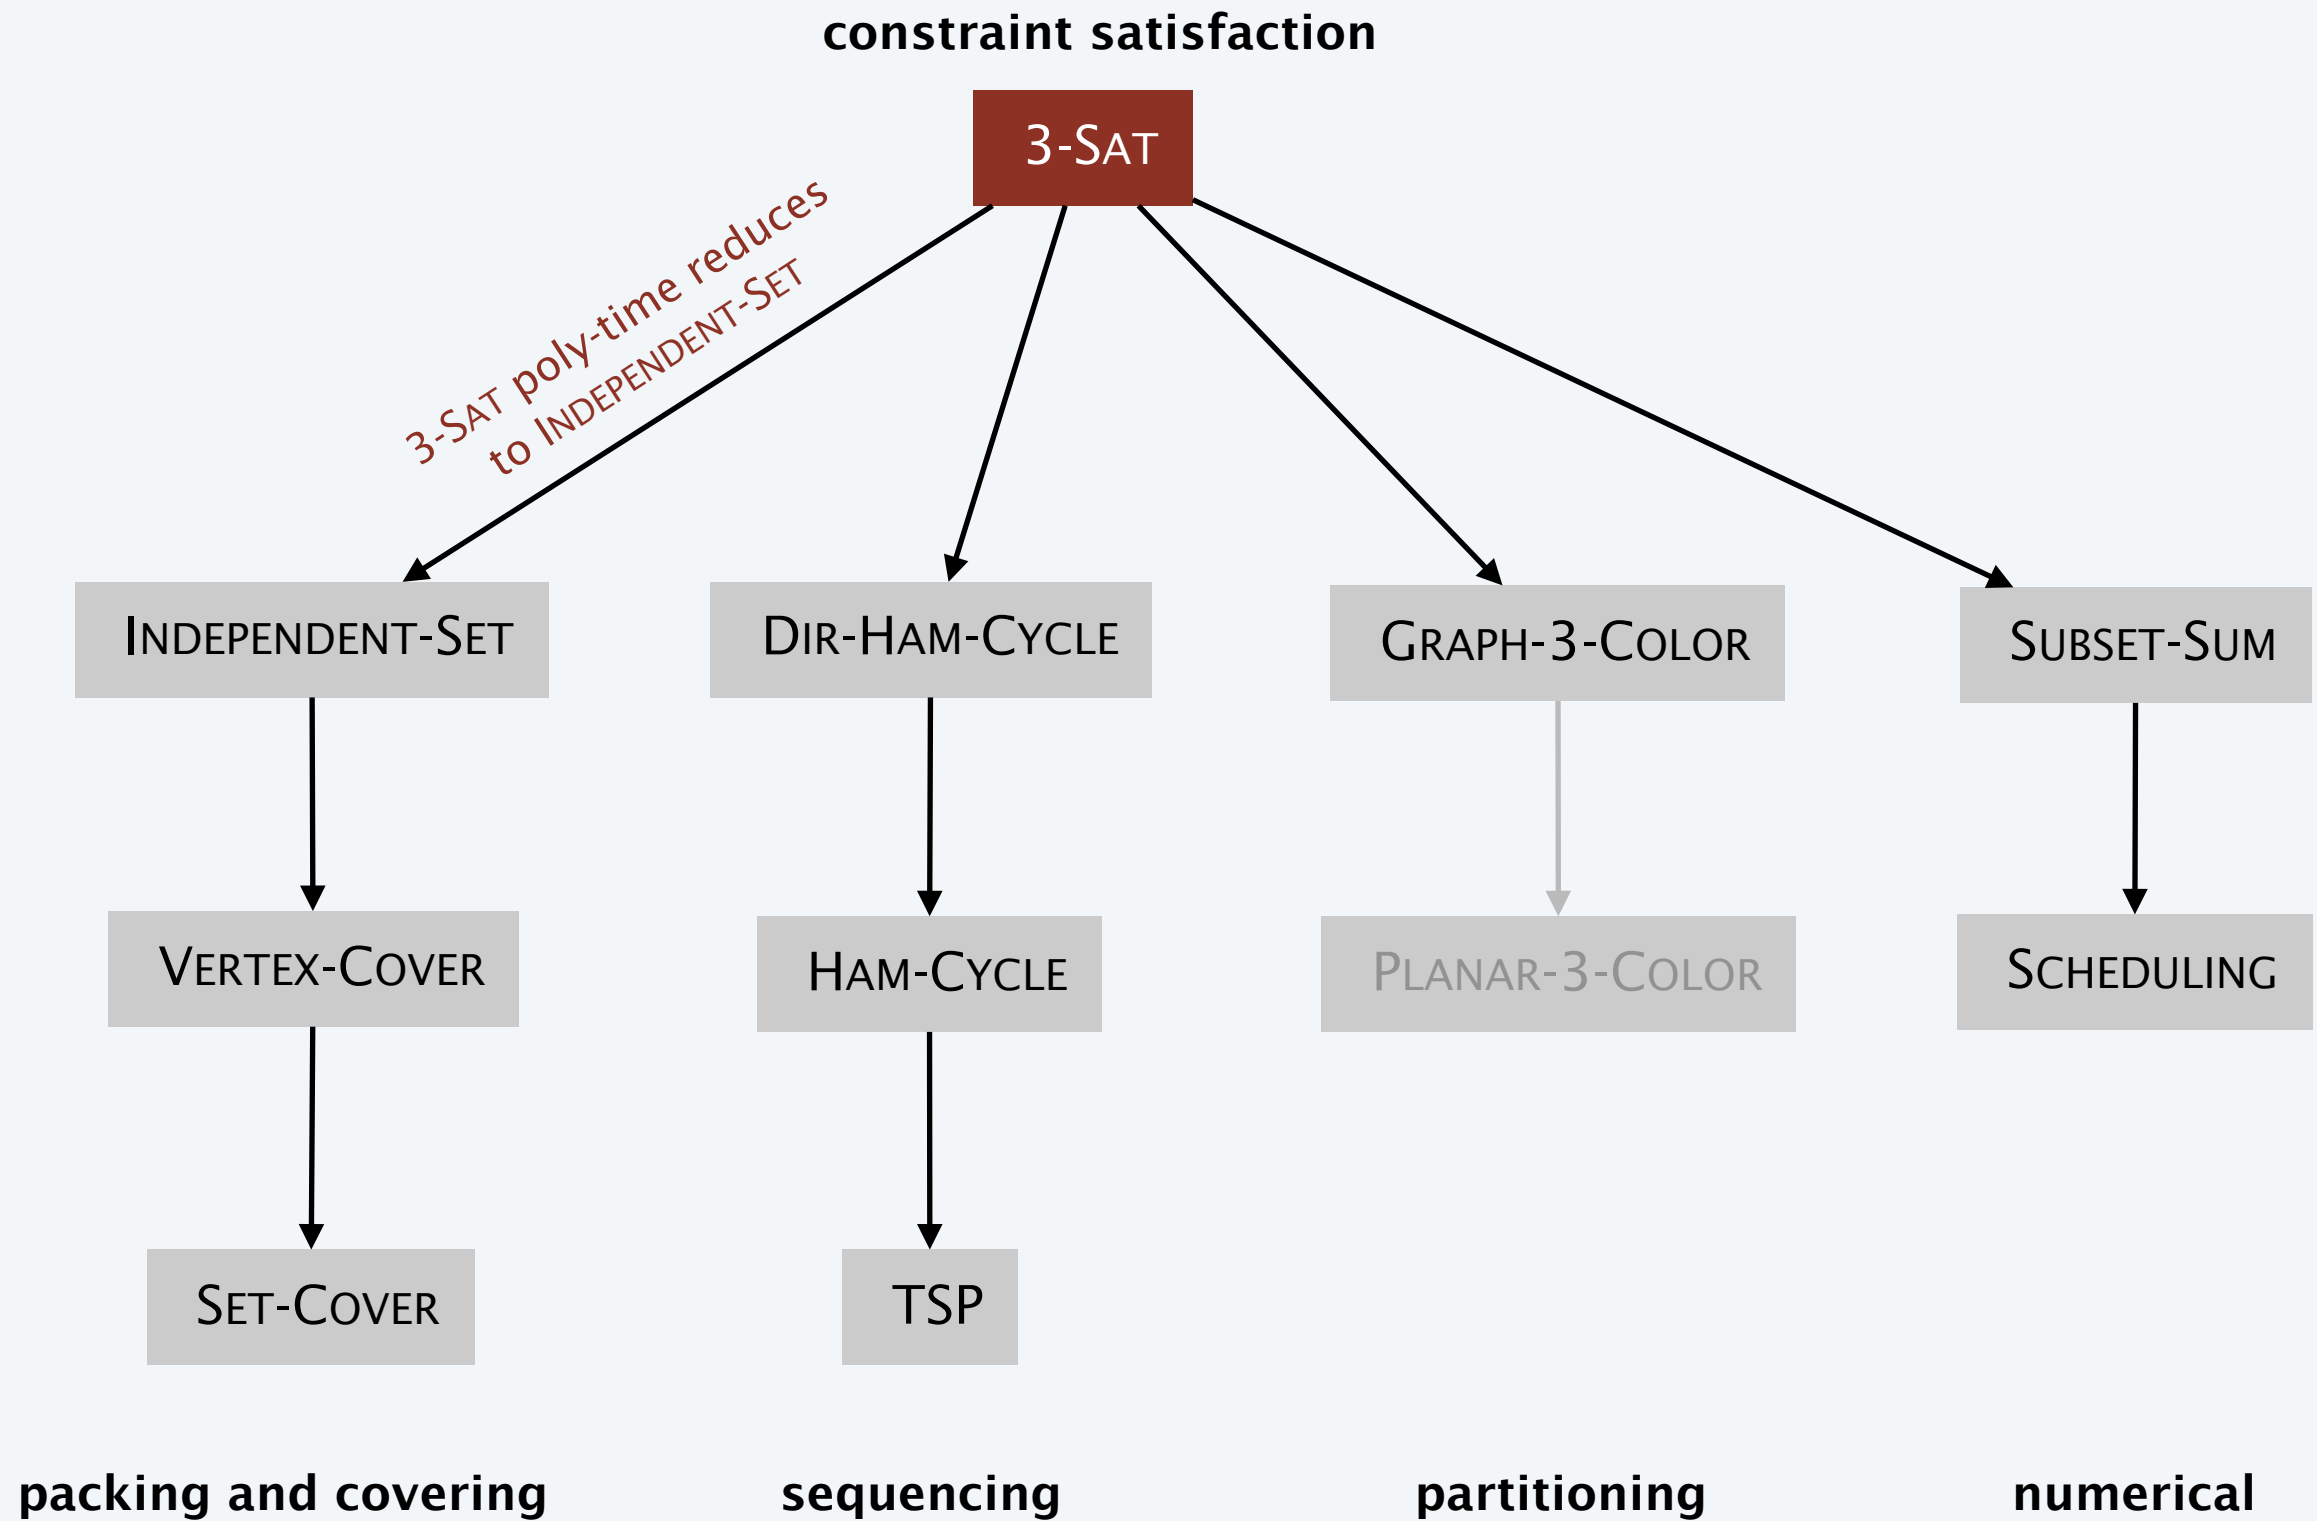 constraint satisfaction
3-SAT
3-SAT poly-time reduces
to INDEPENDENT-SET
INDEPENDENT-SET
DIR-HAM-CYCLE
GRAPH-3-COLOR
SUBSET-SUM
VERTEX-COVER
HAM-CYCLE
PLANAR-3-COLOR
SCHEDULING
SET-COVER
TSP
packing and covering
sequencing
partitioning
numerical